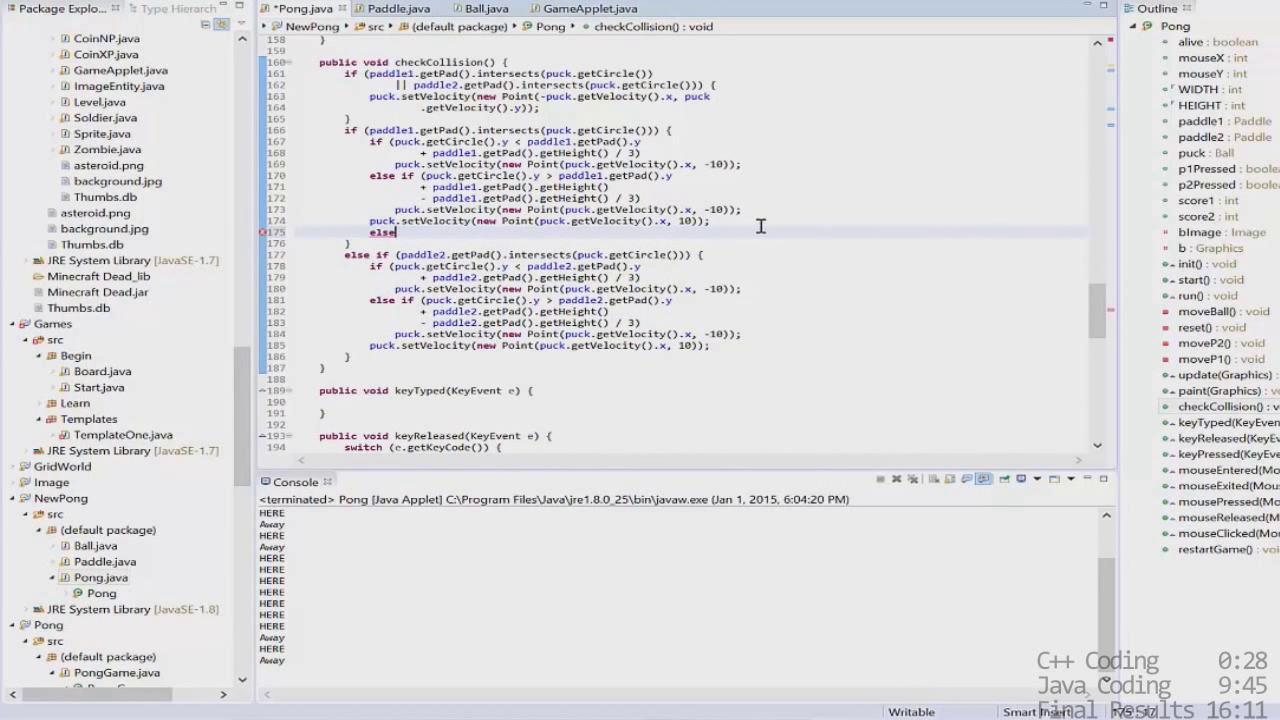 Package Explo...
Type Hierarch
*Pong.java
Paddle.java
Ball.java
GameApplet.java
Outline
NewPong
src
(default package)
Pong
checkCollision() : void
CoinNP.java
CoinXP.java
GameApplet.java
ImageEntity.java
Level.java
Soldier.java
Sprite.java
Zombie.java
asteroid.png
background.jpg
Thumbs.db
asteroid.png
background.jpg
Thumbs.db
JRE System Library [JavaSE-1.7]
Minecraft Dead_lib
Minecraft Dead.jar
Thumbs.db
Games
src
Begin
Board.java
Start.java
Learn
Templates
TemplateOne.java
JRE System Library [JavaSE-1.7]
GridWorld
Image
NewPong
src
(default package)
Ball.java
Paddle.java
Pong.java
Pong
JRE System Library [JavaSE-1.8]
Pong
src
(default package)
PongGame.java
158 }
159
160 public void checkCollision() {
161 if (paddle1.getPad().intersects(puck.getCircle())
162 || paddle2.getPad().intersects(puck.getCircle())) {
163 puck.setVelocity(new Point(-puck.getVelocity().x, puck
164 .getVelocity().y));
165 }
166 if (paddle1.getPad().intersects(puck.getCircle())) {
167 if (puck.getCircle().y < paddle1.getPad().y
168 + paddle1.getPad().getHeight() / 3)
169 puck.setVelocity(new Point(puck.getVelocity().x, -10));
170 else if (puck.getCircle().y > paddle1.getPad().y
171 + paddle1.getPad().getHeight()
172 - paddle1.getPad().getHeight() / 3)
173 puck.setVelocity(new Point(puck.getVelocity().x, -10));
174 puck.setVelocity(new Point(puck.getVelocity().x, 10));
175 else
176 }
177 else if (paddle2.getPad().intersects(puck.getCircle())) {
178 if (puck.getCircle().y < paddle2.getPad().y
179 + paddle2.getPad().getHeight() / 3)
180 puck.setVelocity(new Point(puck.getVelocity().x, -10));
181 else if (puck.getCircle().y > paddle2.getPad().y
182 + paddle2.getPad().getHeight()
183 - paddle2.getPad().getHeight() / 3)
184 puck.setVelocity(new Point(puck.getVelocity().x, -10));
185 puck.setVelocity(new Point(puck.getVelocity().x, 10));
186 }
187 }
188
189 public void keyTyped(KeyEvent e) {
190
191 }
192
193 public void keyReleased(KeyEvent e) {
194 switch (e.getKeyCode()) {
Console
<terminated> Pong [Java Applet] C:\Program Files\Java\jre1.8.0_25\bin\javaw.exe (Jan 1, 2015, 6:04:20 PM)
HERE
Away
HERE
Away
HERE
HERE
HERE
HERE
HERE
HERE
HERE
Away
HERE
Away
Pong
alive : boolean
mouseX : int
mouseY : int
WIDTH : int
HEIGHT : int
paddle1 : Paddle
paddle2 : Paddle
puck : Ball
p1Pressed : boolean
p2Pressed : boolean
score1 : int
score2 : int
bImage : Image
b : Graphics
init() : void
start() : void
run() : void
moveBall() : void
reset() : void
moveP2() : void
moveP1() : void
update(Graphics)
paint(Graphics)
checkCollision() : v
keyTyped(KeyEven
keyReleased(KeyE
keyPressed(KeyEve
mouseEntered(Mo
mouseExited(Mou
mousePressed(Mo
mouseReleased(M
mouseClicked(Mou
restartGame() : voi
C++ Coding 0:28
Java Coding 9:45
Final Results 16:11
Writable
Smart Insert